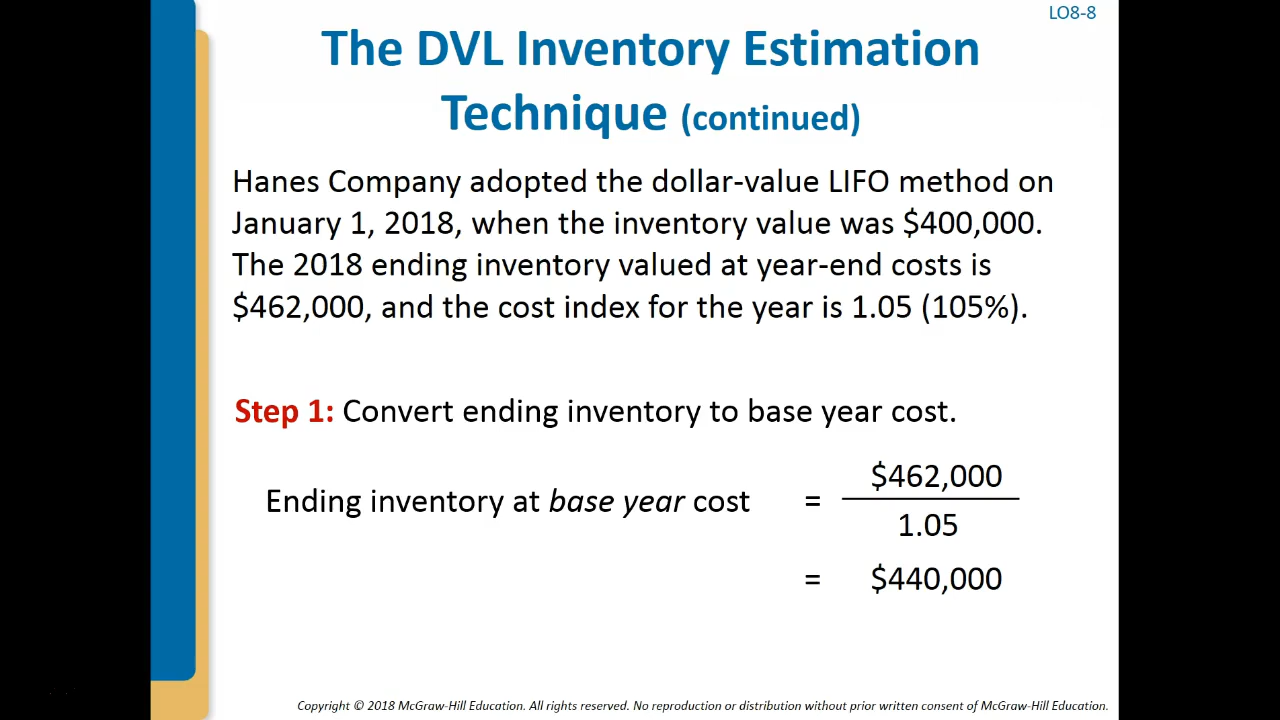 LO8-8
The DVL Inventory Estimation
Technique (continued)
Hanes Company adopted the dollar-value LIFO method on
January 1, 2018, when the inventory value was $400,000.
The 2018 ending inventory valued at year-end costs is
$462,000, and the cost index for the year is 1.05 (105%).
Step 1: Convert ending inventory to base year cost.
$462,000
Ending inventory at base year cost =
1.05
= $440,000
Copyright © 2018 McGraw-Hill Education. All rights reserved. No reproduction or distribution without prior written consent of McGraw-Hill Education.